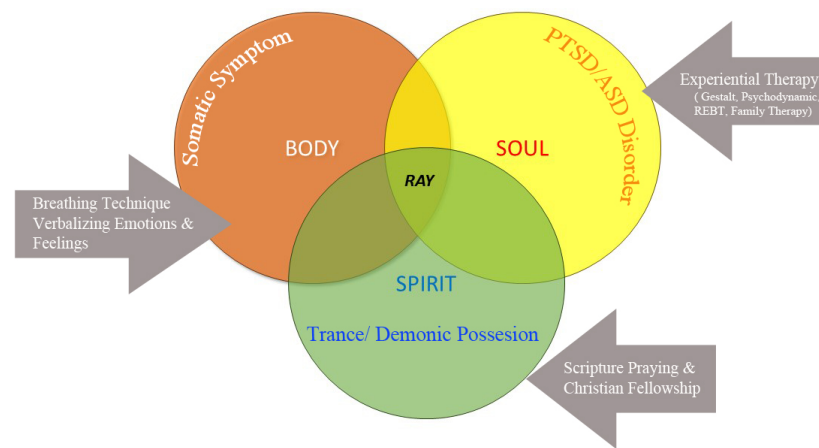 Somatic Symptom
PTSD/ASD Disorder
Experiential Therapy
( Gestalt, Psychodynamic,
REBT, Family Therapy)
BODY
SOUL
RAY
Breathing Technique
Verbalizing Emotions &
Feelings
SPIRIT
Trance/ Demonic Possesion
Scripture Praying &
Christian Fellowship